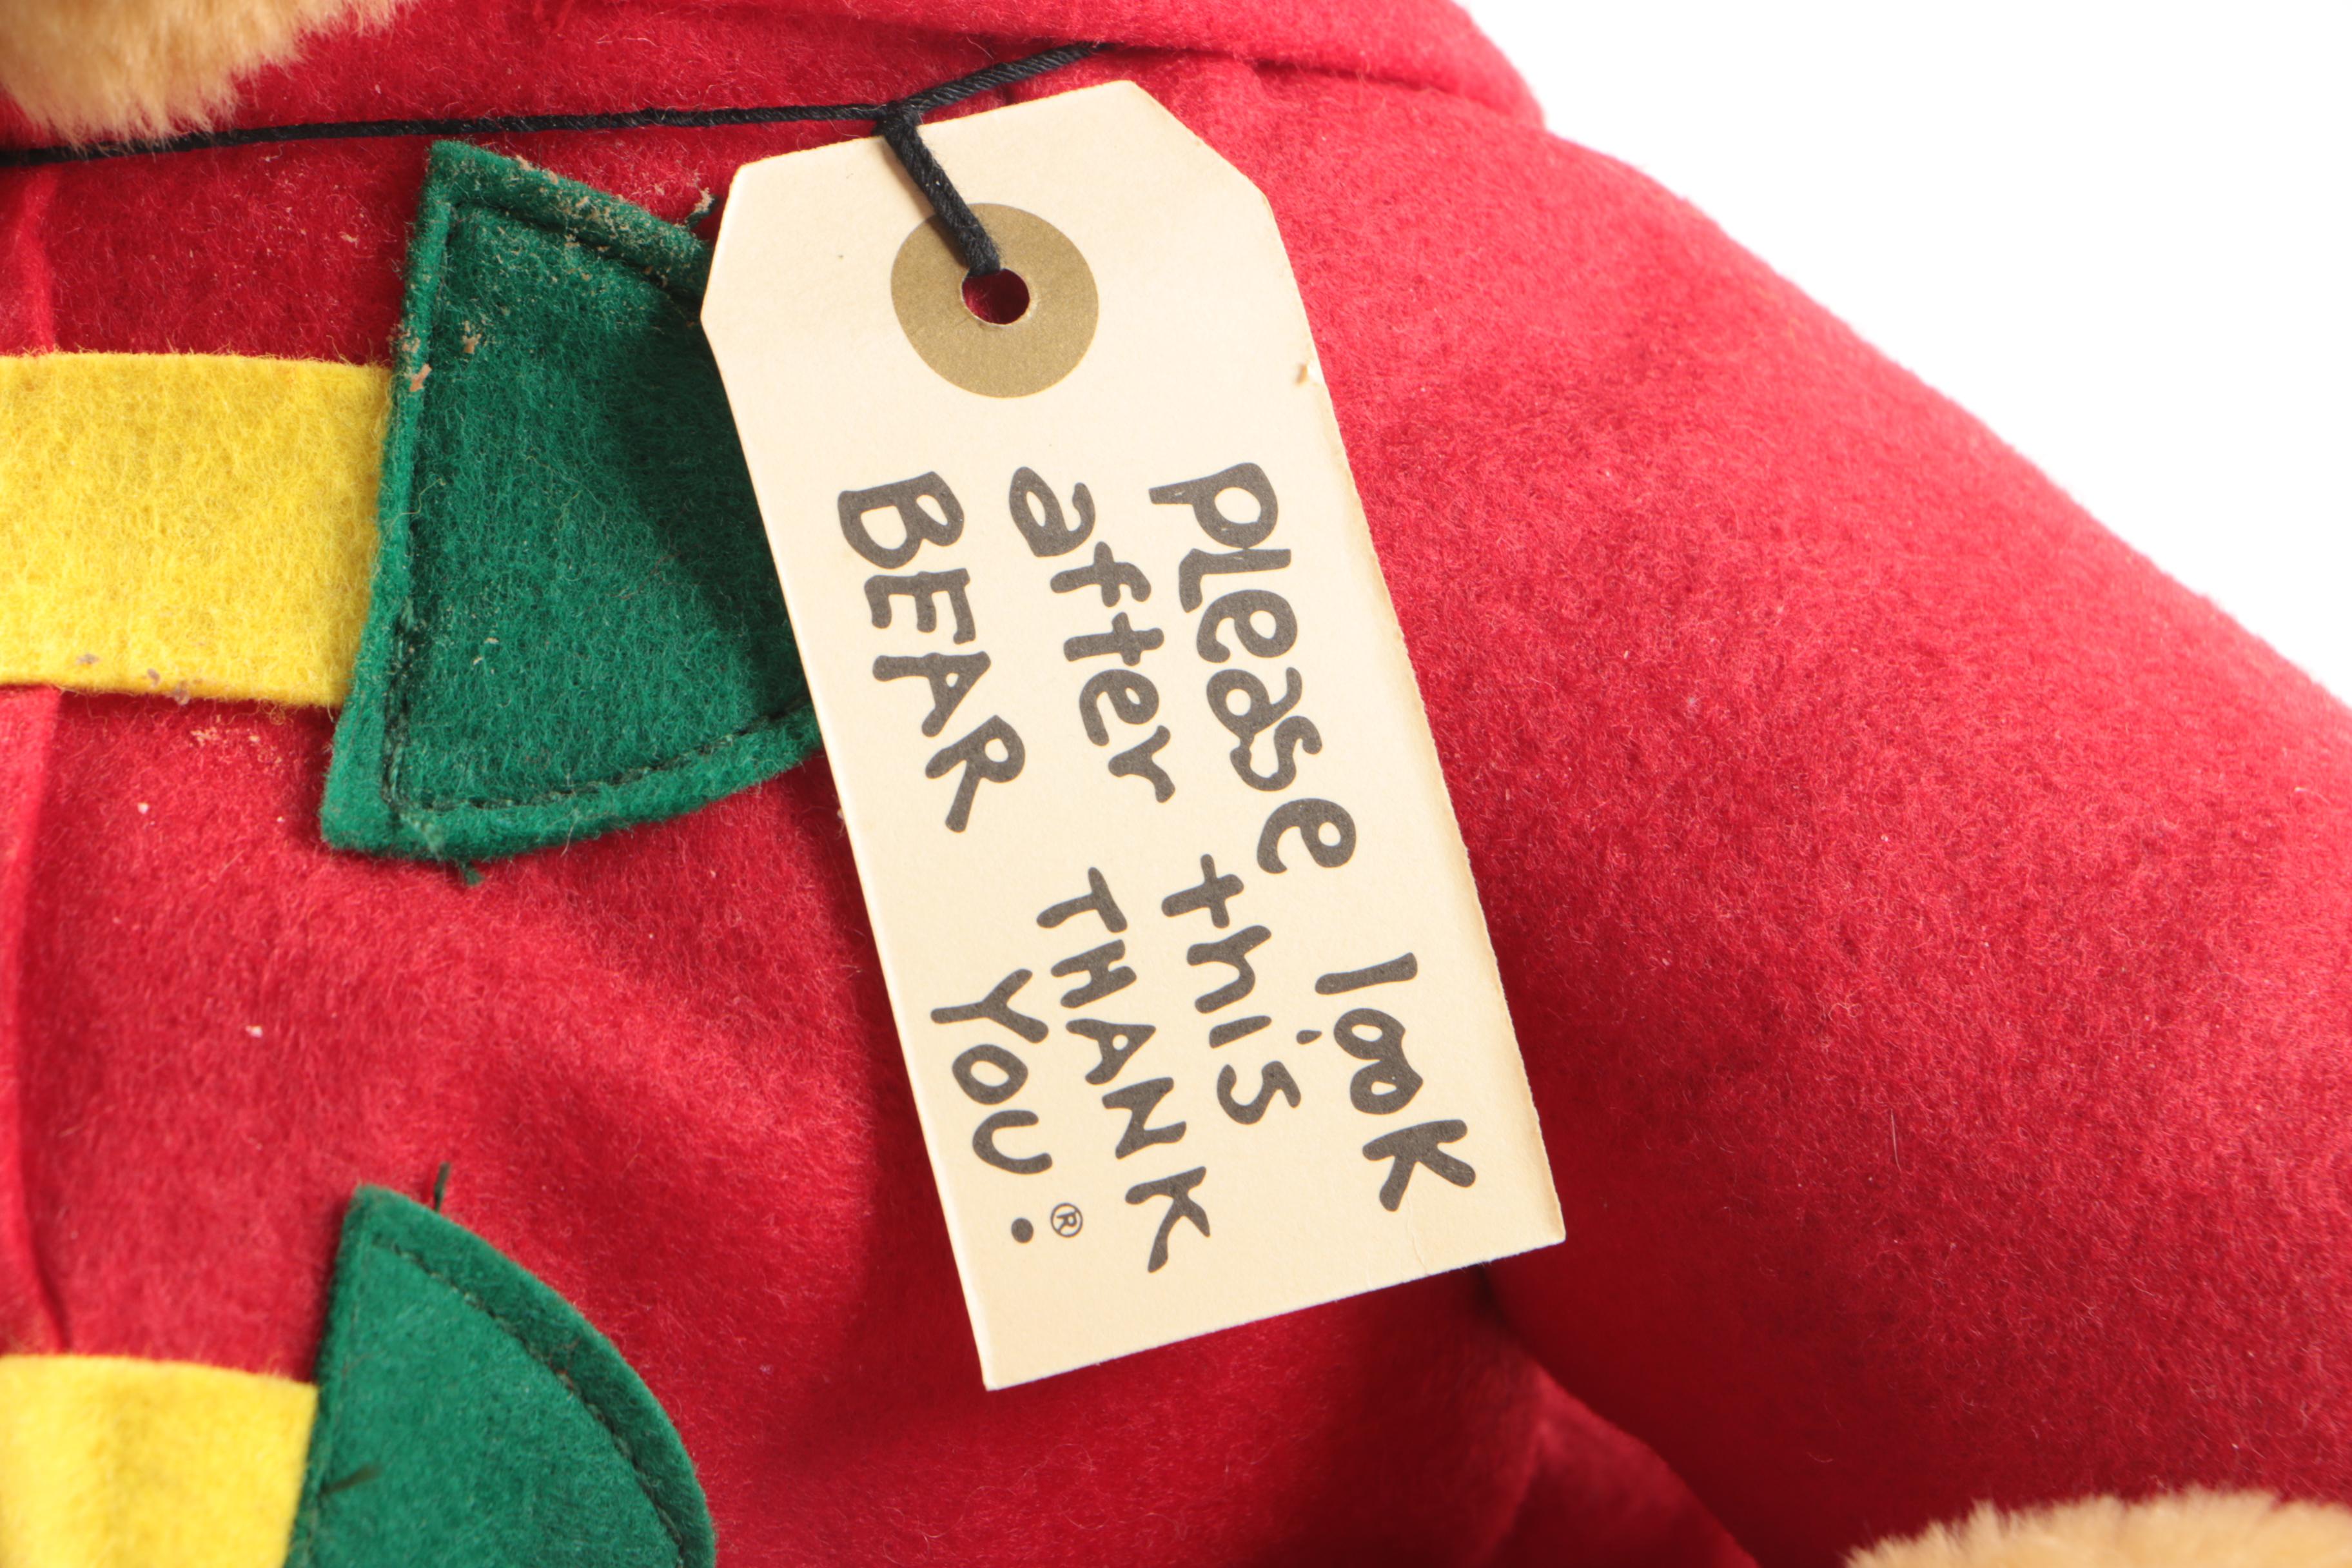 please look
after this
BEAR THANK
YOU.®